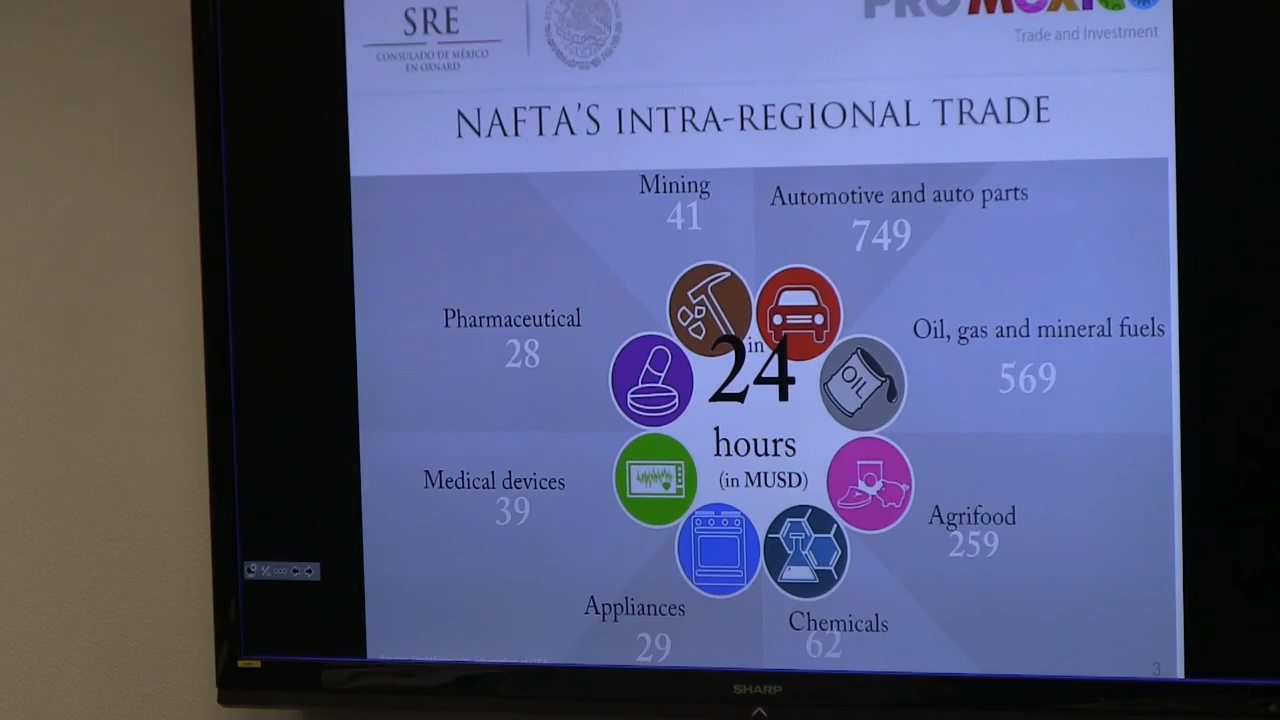 SRE
CONSULADO DE MÉXICO
EN OXNARD
PROMÉXICO
Trade and Investment
NAFTA'S INTRA-REGIONAL TRADE
Mining
41
Automotive and auto parts
749
Pharmaceutical
28
in
24
hours
(in MUSD)
OIL
Oil, gas and mineral fuels
569
Medical devices
39
Agrifood
259
Appliances
29
Chemicals
62
3
SHARP